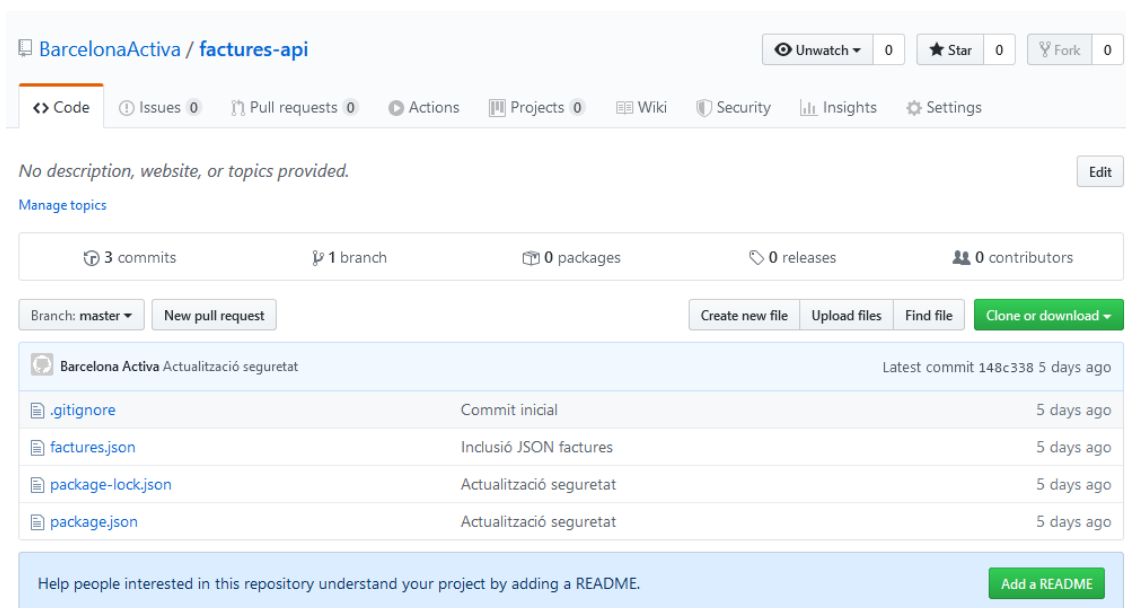 BarcelonaActiva / factures-api
Unwatch 0 Star 0 Fork 0
Code Issues 0 Pull requests 0 Actions Projects 0 Wiki Security Insights Settings
No description, website, or topics provided. Edit
Manage topics
3 commits 1 branch 0 packages 0 releases 0 contributors
Branch: master New pull request Create new file Upload files Find file Clone or download
Barcelona Activa Actualització seguretat Latest commit 148c338 5 days ago
.gitignore Commit inicial 5 days ago
factures.json Inclusió JSON factures 5 days ago
package-lock.json Actualització seguretat 5 days ago
package.json Actualització seguretat 5 days ago
Help people interested in this repository understand your project by adding a README. Add a README